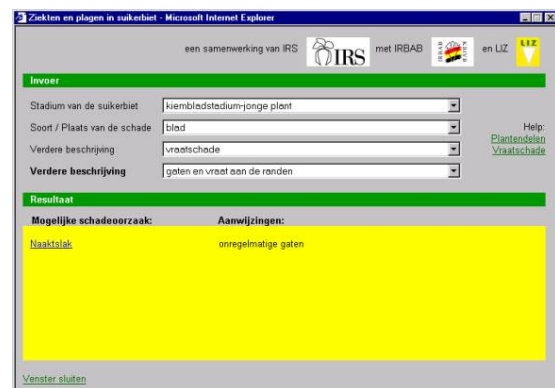 Ziekten en plagen in suikerbiet - Microsoft Internet Explorer
een samenwerking van IRS IRS met IRBAB IRBAB KBIVB en LIZ LIZ
Invoer
Stadium van de suikerbiet kiembladstadium-jonge plant
Soort / Plaats van de schade blad Help:
Plantendelen
Verdere beschrijving vraatschade Vraatschade
Verdere beschrijving gaten en vraat aan de randen
Resultaat
Mogelijke schadeoorzaak: Aanwijzingen:
Naaktslak onregelmatige gaten
Venster sluiten